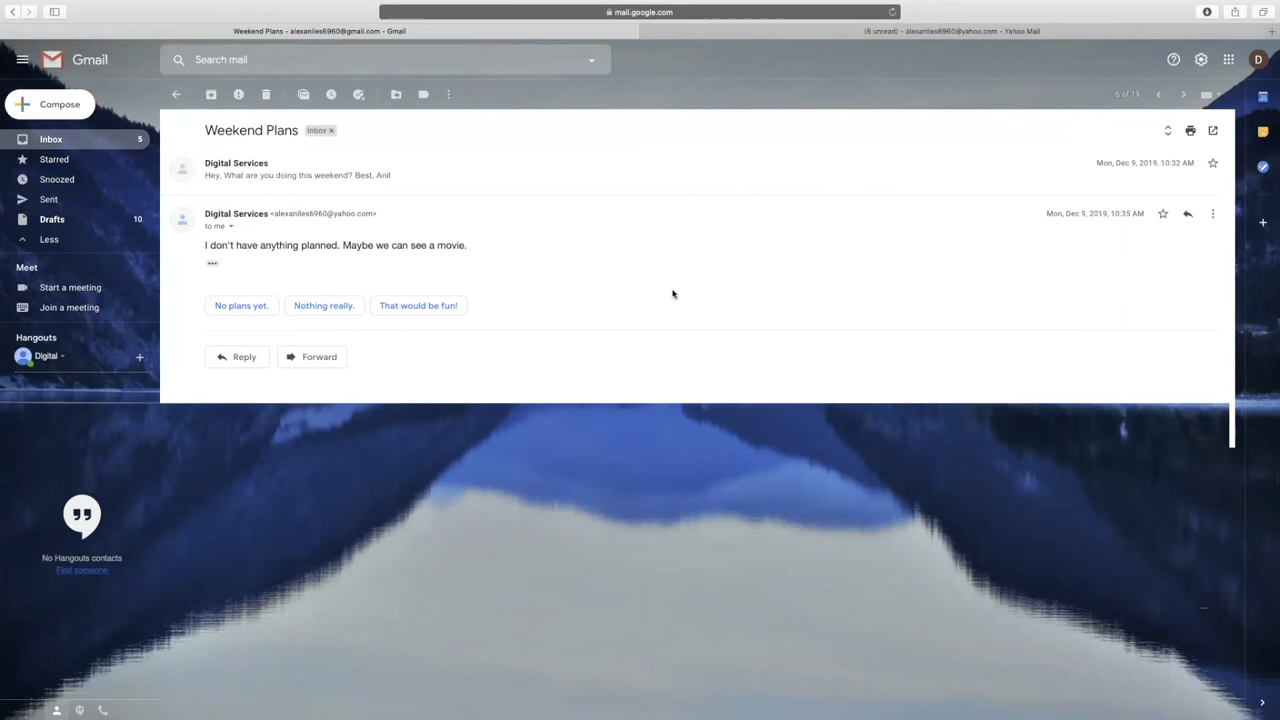 mail.google.com
Weekend Plans - alexaniles6960@gmail.com - Gmail
(6 unread) - alexaniles6960@yahoo.com - Yahoo Mail
Gmail
Search mail
Compose
6 of 19
Inbox 5
Starred
Snoozed
Sent
Drafts 10
Less
Meet
Start a meeting
Join a meeting
Hangouts
Digital
No Hangouts contacts
Find someone
D
Weekend Plans Inbox x
Digital Services Mon, Dec 9, 2019, 10:32 AM
Hey, What are you doing this weekend? Best, Anil
Digital Services <alexaniles6960@yahoo.com> Mon, Dec 9, 2019, 10:35 AM
to me
I don't have anything planned. Maybe we can see a movie.
No plans yet. Nothing really. That would be fun!
Reply Forward